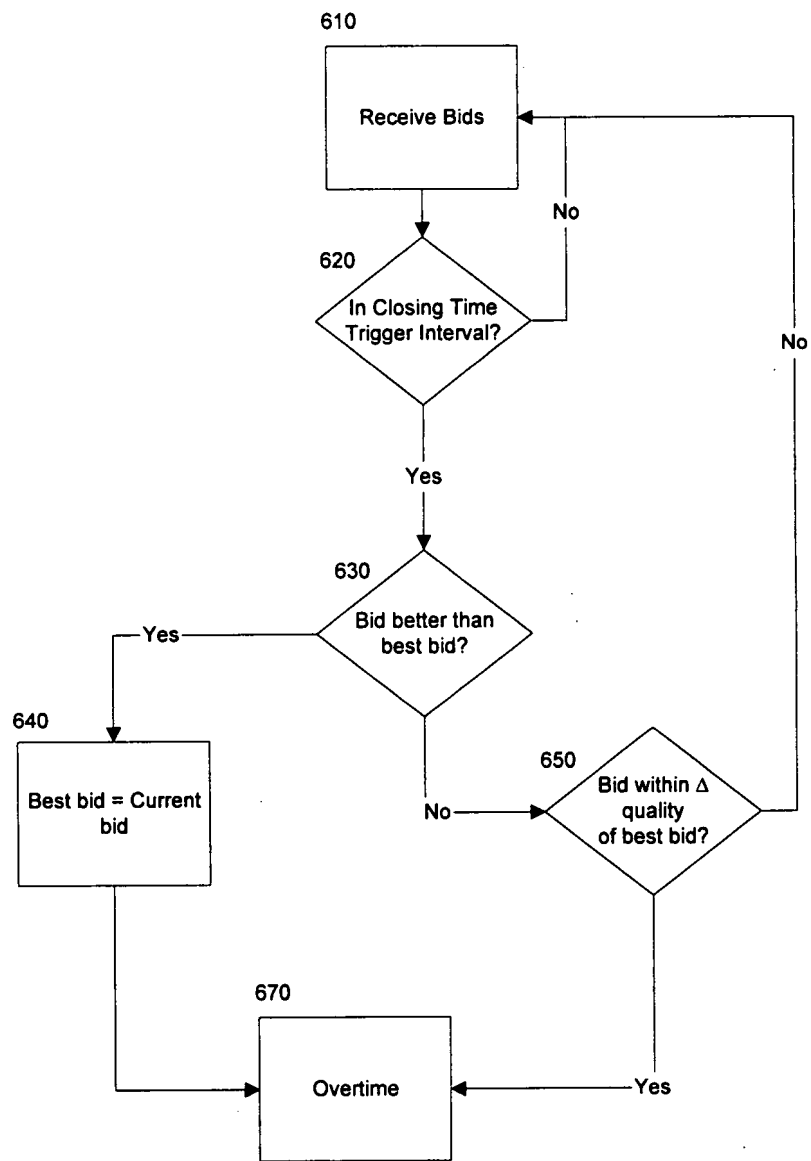 610
Receive Bids
No
620
In Closing Time
Trigger Interval?
No
Yes
630
Bid better than
best bid?
Yes
640
Best bid = Current
bid
650
Bid within Δ
quality
of best bid?
No
670
Overtime
Yes